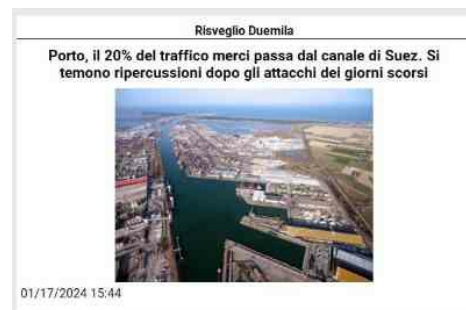 Risveglio Duemila
Porto, il 20% del traffico merci passa dal canale di Suez. Si
temono ripercussioni dopo gli attacchi dei giorni scorsi
01/17/2024 15:44